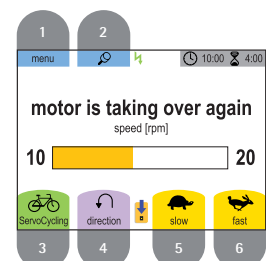 1 2
menu 10:00 4:00
motor is taking over again
speed [rpm]
10 20
ServoCycling direction slow fast
3 4 5 6